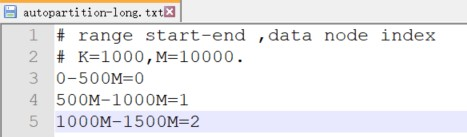 autopartition-long.txt
1 # range start-end ,data node index
2 # K=1000,M=10000.
3 0-500M=0
4 500M-1000M=1
5 1000M-1500M=2